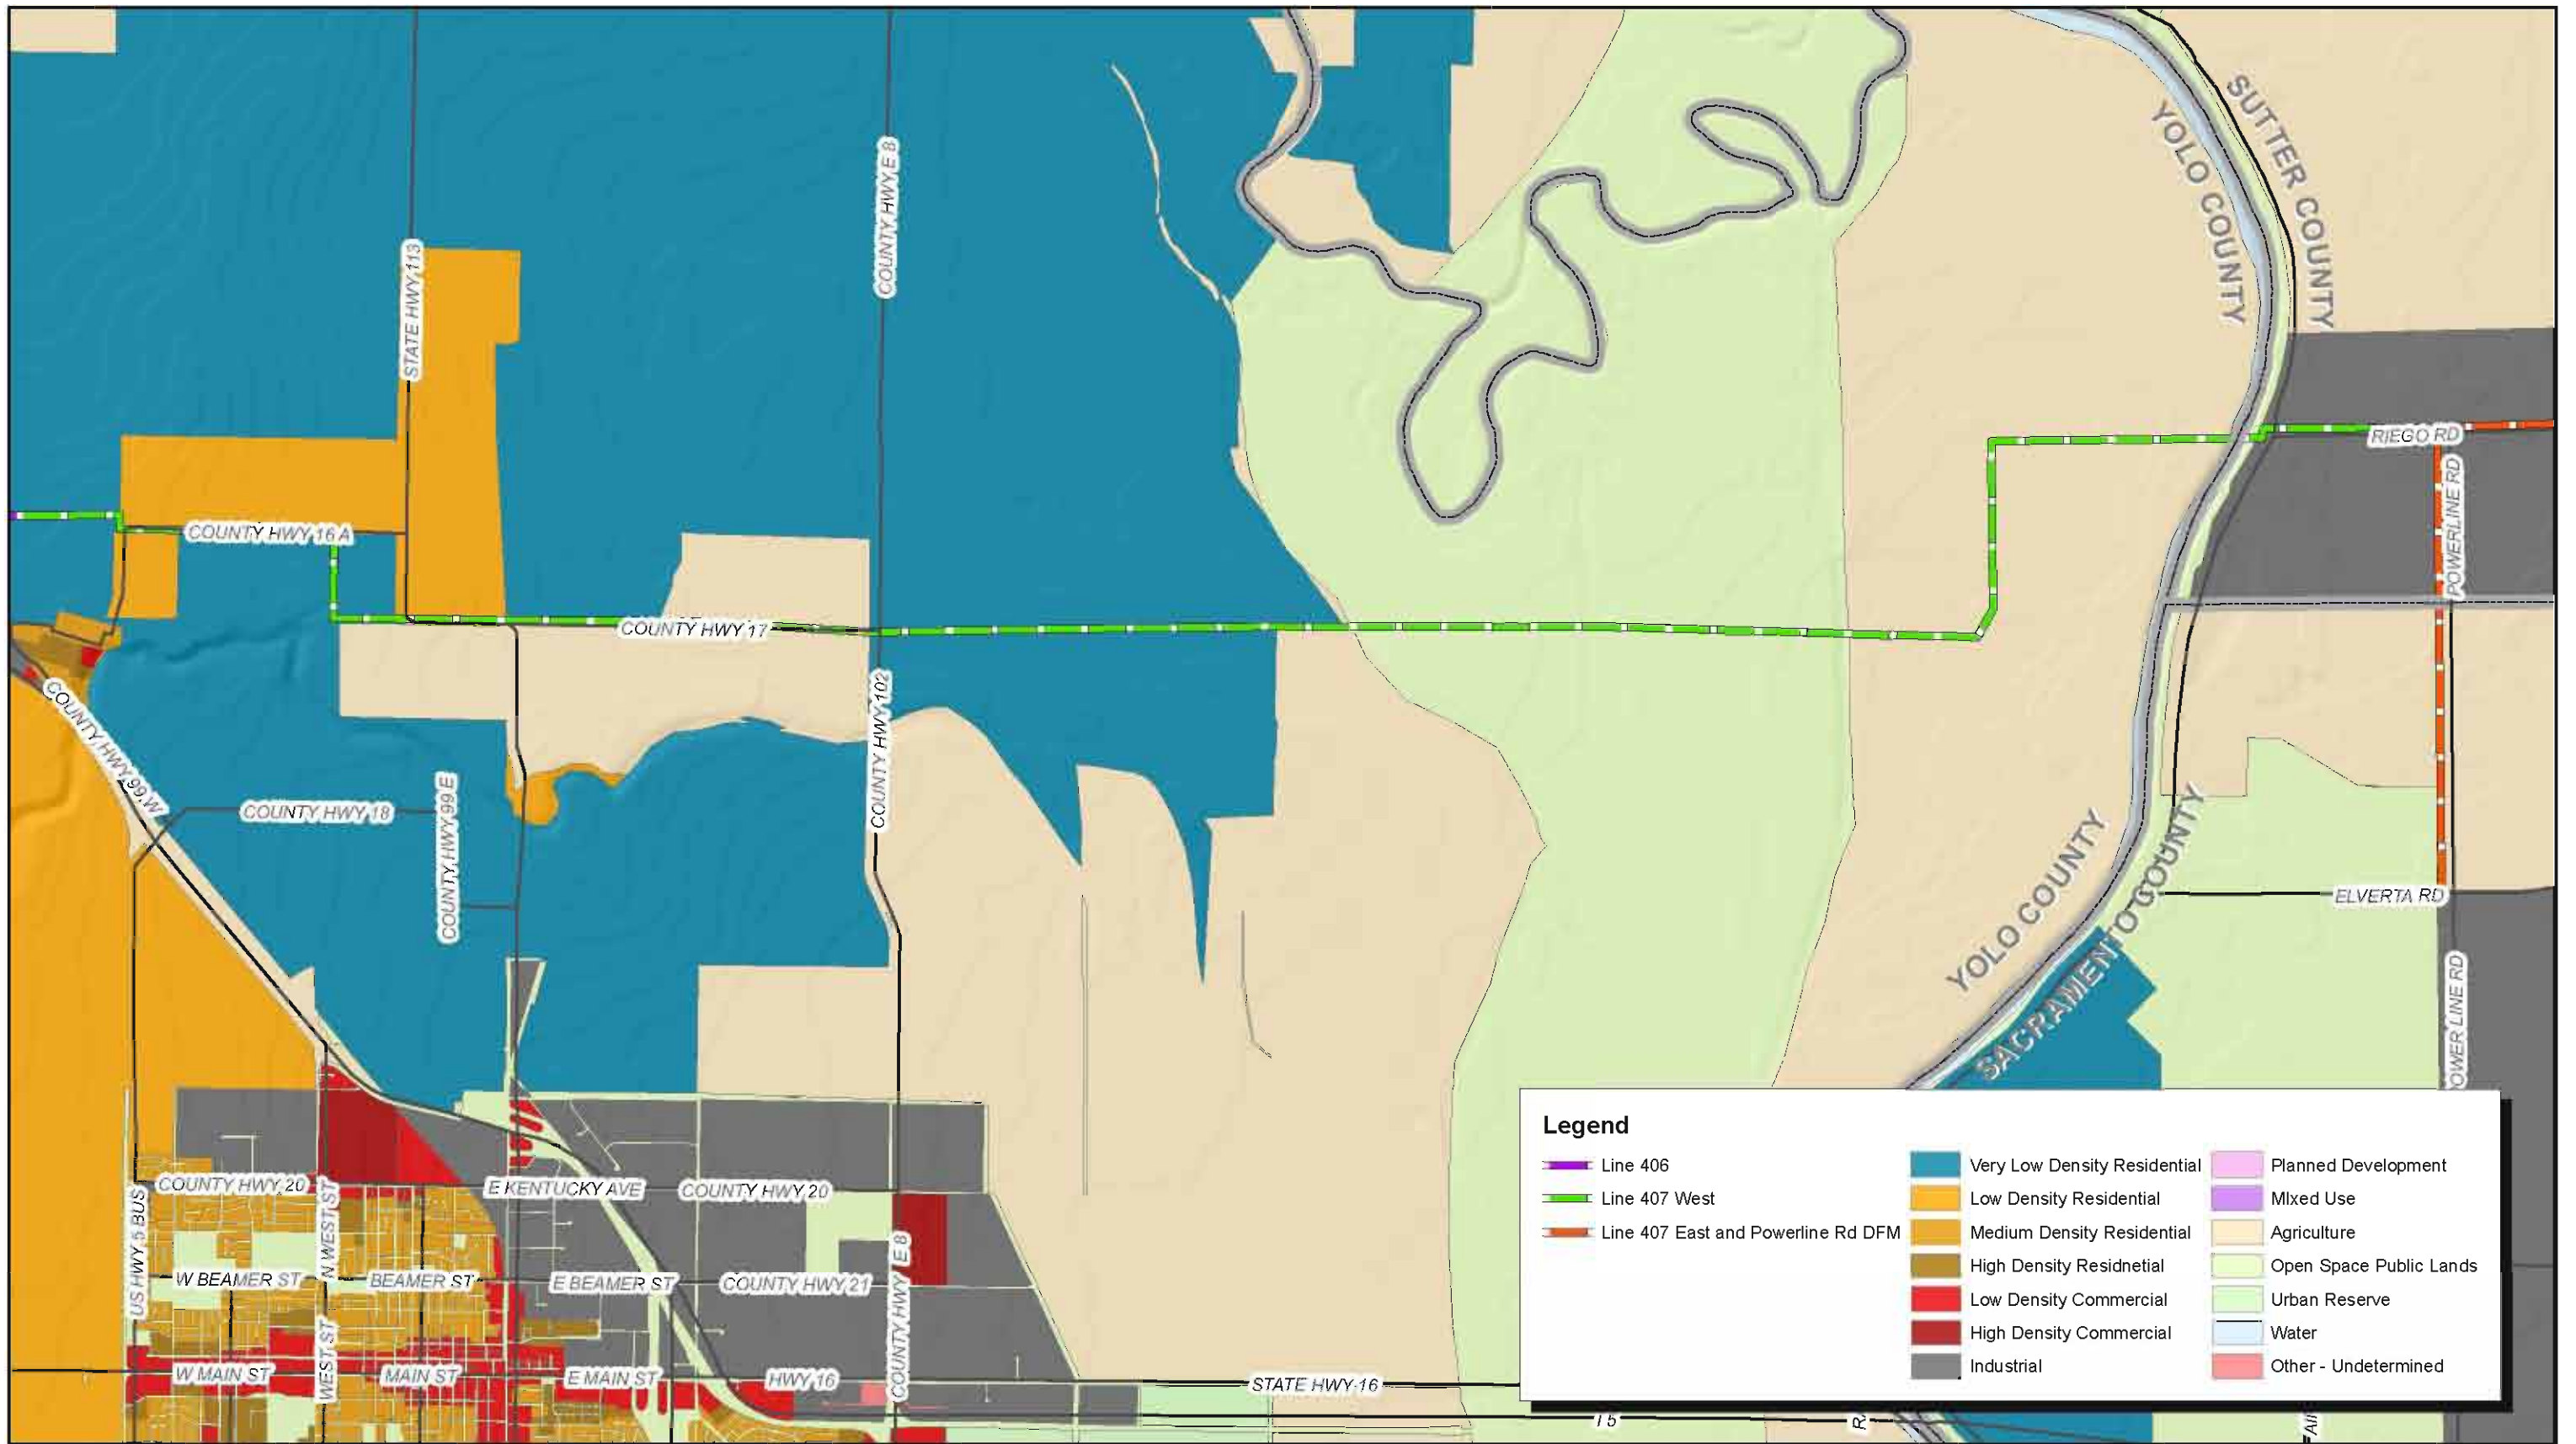 SUTTER COUNTY
YOLO COUNTY
COUNTY HWY E 8
STATE HWY 113
RIEGO RD
POWERLINE RD
COUNTY HWY 16 A
COUNTY HWY 17
COUNTY HWY 102
COUNTY HWY 99 W
COUNTY HWY 18
COUNTY HWY 99 E
YOLO COUNTY
SACRAMENTO COUNTY
ELVERTA RD
OWER LINE RD
COUNTY HWY 20
E KENTUCKY AVE
COUNTY HWY 20
US HWY 5 BUS
N WEST ST
W BEAMER ST
BEAMER ST
E BEAMER ST
COUNTY HWY 21
COUNTY HWY E 8
WEST ST
W MAIN ST
MAIN ST
E MAIN ST
HWY 16
STATE HWY 16
I 5
Legend
Line 406
Line 407 West
Line 407 East and Powerline Rd DFM
Very Low Density Residential
Low Density Residential
Medium Density Residential
High Density Residnetial
Low Density Commercial
High Density Commercial
Industrial
Planned Development
MIxed Use
Agriculture
Open Space Public Lands
Urban Reserve
Water
Other - Undetermined